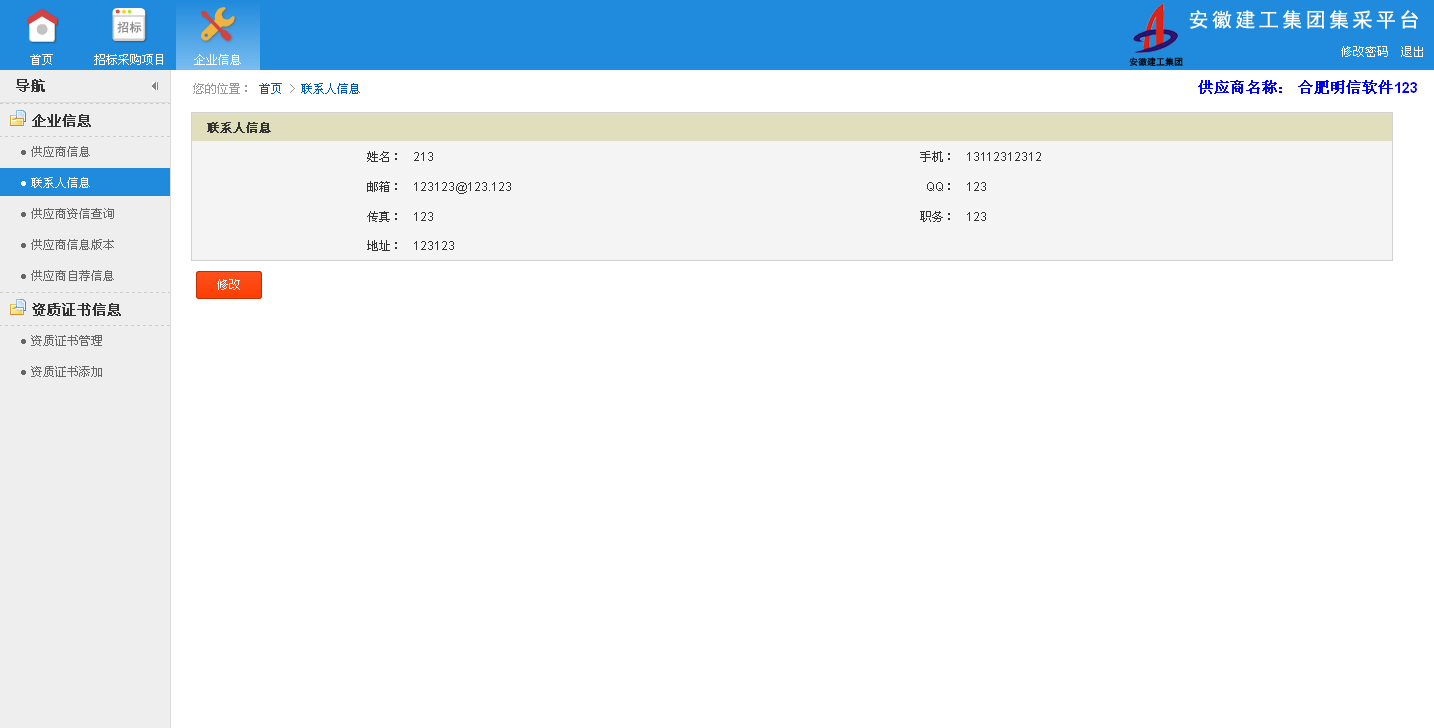 首页
招标
招标采购项目
企业信息
安徽建工集团
安徽建工集团集采平台
修改密码 退出
导航
您的位置： 首页 > 联系人信息
供应商名称： 合肥明信软件123
企业信息
供应商信息
联系人信息
供应商资信查询
供应商信息版本
供应商自荐信息
资质证书信息
资质证书管理
资质证书添加
联系人信息
姓名： 213 手机： 13112312312
邮箱： 123123@123.123 QQ： 123
传真： 123 职务： 123
地址： 123123
修改